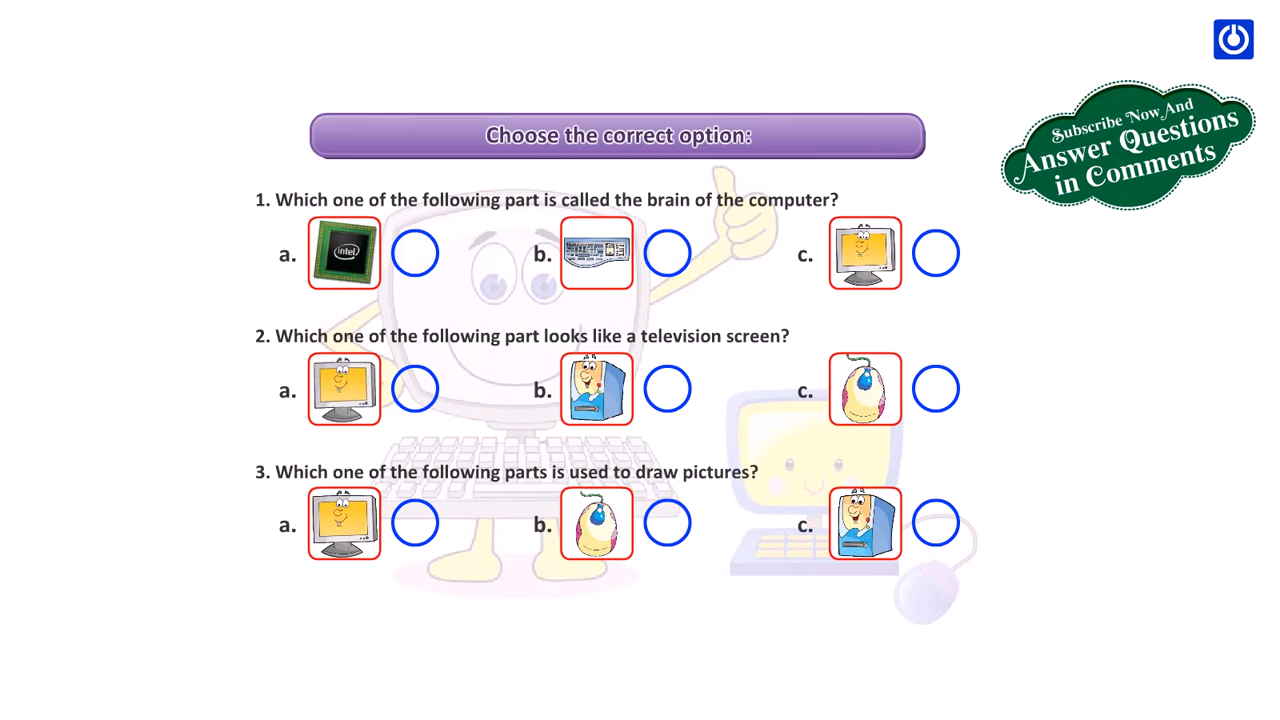 Subscribe Now And
Answer Questions
in Comments
Choose the correct option:
1. Which one of the following part is called the brain of the computer?
a. intel b. c.
2. Which one of the following part looks like a television screen?
a. b. c.
3. Which one of the following parts is used to draw pictures?
a. b. c.